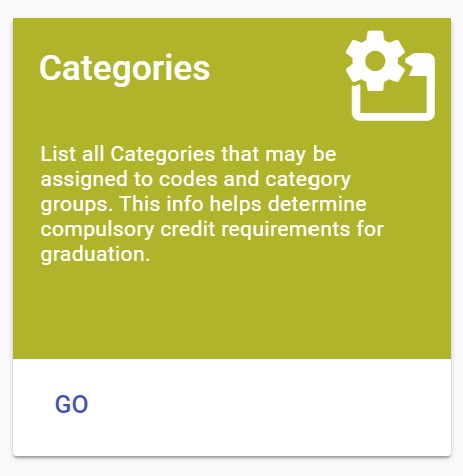 Categories
List all Categories that may be
assigned to codes and category
groups. This info helps determine
compulsory credit requirements for
graduation.
GO